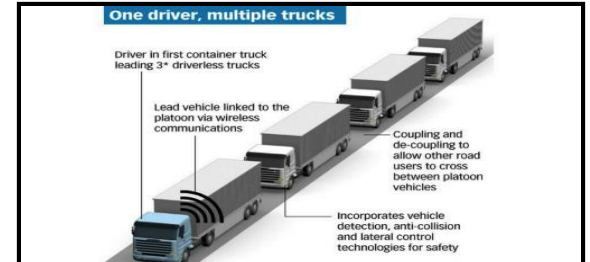 One driver, multiple trucks
Driver in first container truck
leading 3* driverless trucks
Lead vehicle linked to the
platoon via wireless
communications
Coupling and
de-coupling to
allow other road
users to cross
between platoon
vehicles
Incorporates vehicle
detection, anti-collision
and lateral control
technologies for safety